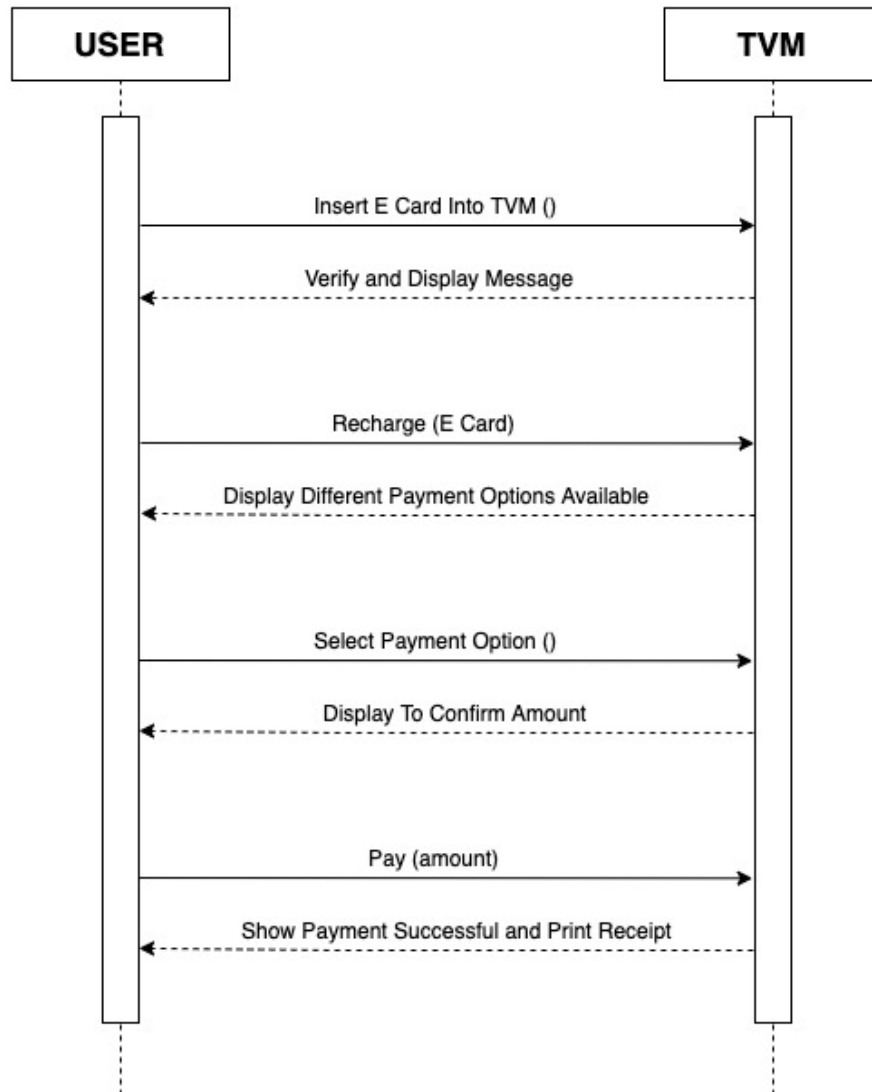 USER
TVM
Insert E Card Into TVM ()
Verify and Display Message
Recharge (E Card)
Display Different Payment Options Available
Select Payment Option ()
Display To Confirm Amount
Pay (amount)
Show Payment Successful and Print Receipt